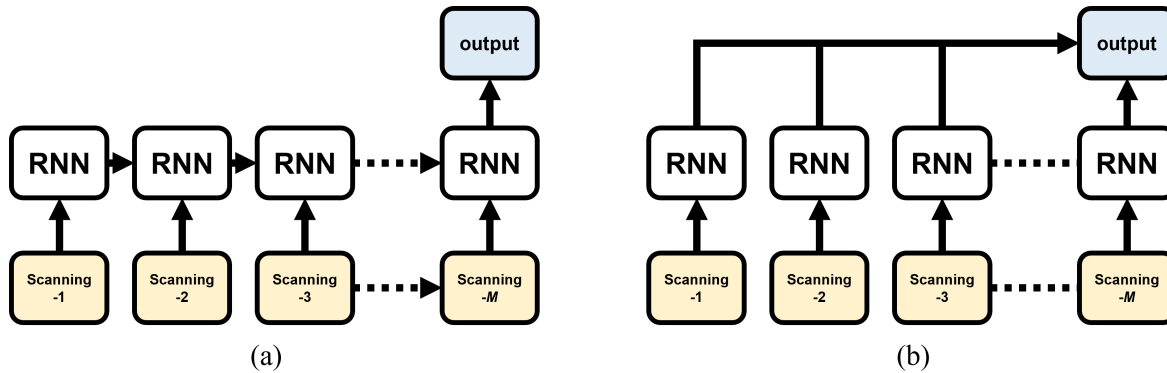 output
RNN RNN RNN RNN
Scanning
-1
Scanning
-2
Scanning
-3
Scanning
-M
(a)
output
RNN RNN RNN RNN
Scanning
-1
Scanning
-2
Scanning
-3
Scanning
-M
(b)